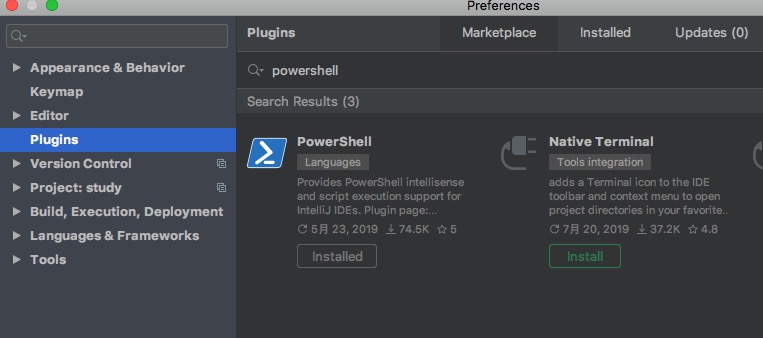 Preferences
Plugins
Marketplace
Installed
Updates (0)
Appearance & Behavior
Keymap
Editor
Plugins
Version Control
Project: study
Build, Execution, Deployment
Languages & Frameworks
Tools
powershell
Search Results (3)
PowerShell
Languages
Provides PowerShell intellisense
and script execution support for
IntelliJ IDEs. Plugin page:...
5月 23, 2019 74.5K 5
Installed
Native Terminal
Tools integration
adds a Terminal icon to the IDE
toolbar and context menu to open
project directories in your favorite..
7月 20, 2019 37.2K 4.8
Install